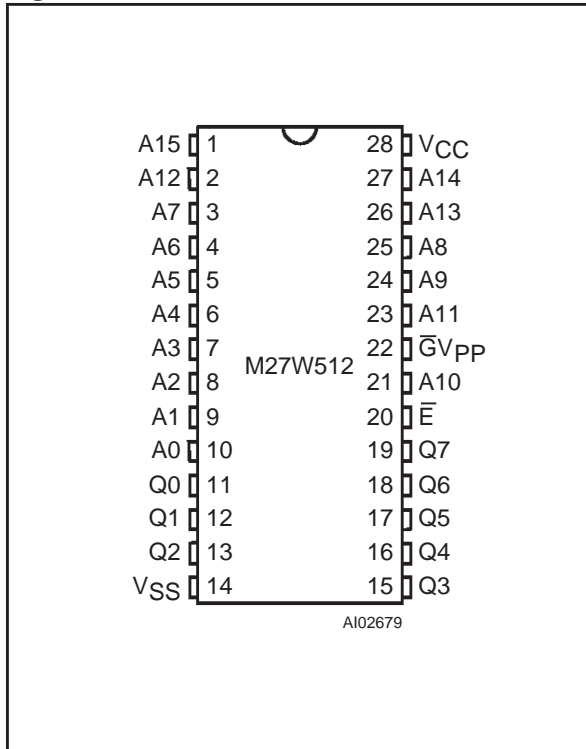 A15 1 28 VCC
A12 2 27 A14
A7 3 26 A13
A6 4 25 A8
A5 5 24 A9
A4 6 23 A11
A3 7 22 G̅VPP
M27W512
A2 8 21 A10
A1 9 20 E̅
A0 10 19 Q7
Q0 11 18 Q6
Q1 12 17 Q5
Q2 13 16 Q4
VSS 14 15 Q3
AI02679